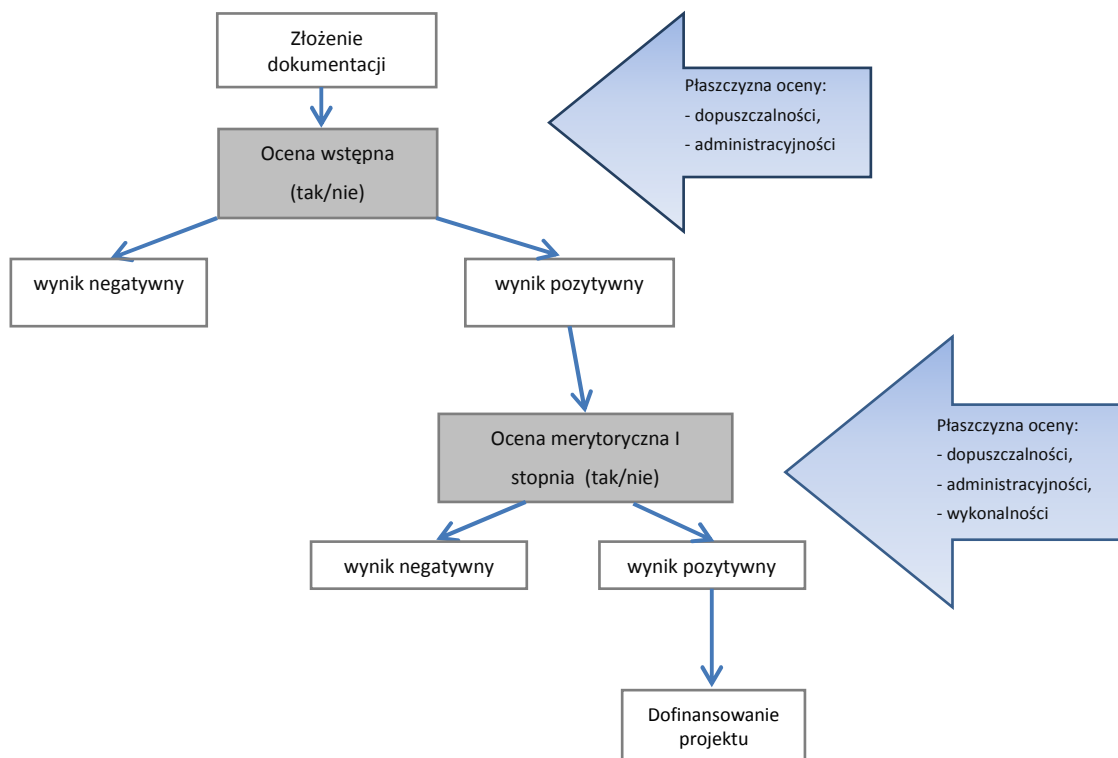 Złożenie
dokumentacji
Płaszczyzna oceny:
- dopuszczalności,
- administracyjności
Ocena wstępna
(tak/nie)
wynik negatywny
wynik pozytywny
Ocena merytoryczna I
stopnia (tak/nie)
Płaszczyzna oceny:
- dopuszczalności,
- administracyjności,
- wykonalności
wynik negatywny
wynik pozytywny
Dofinansowanie
projektu